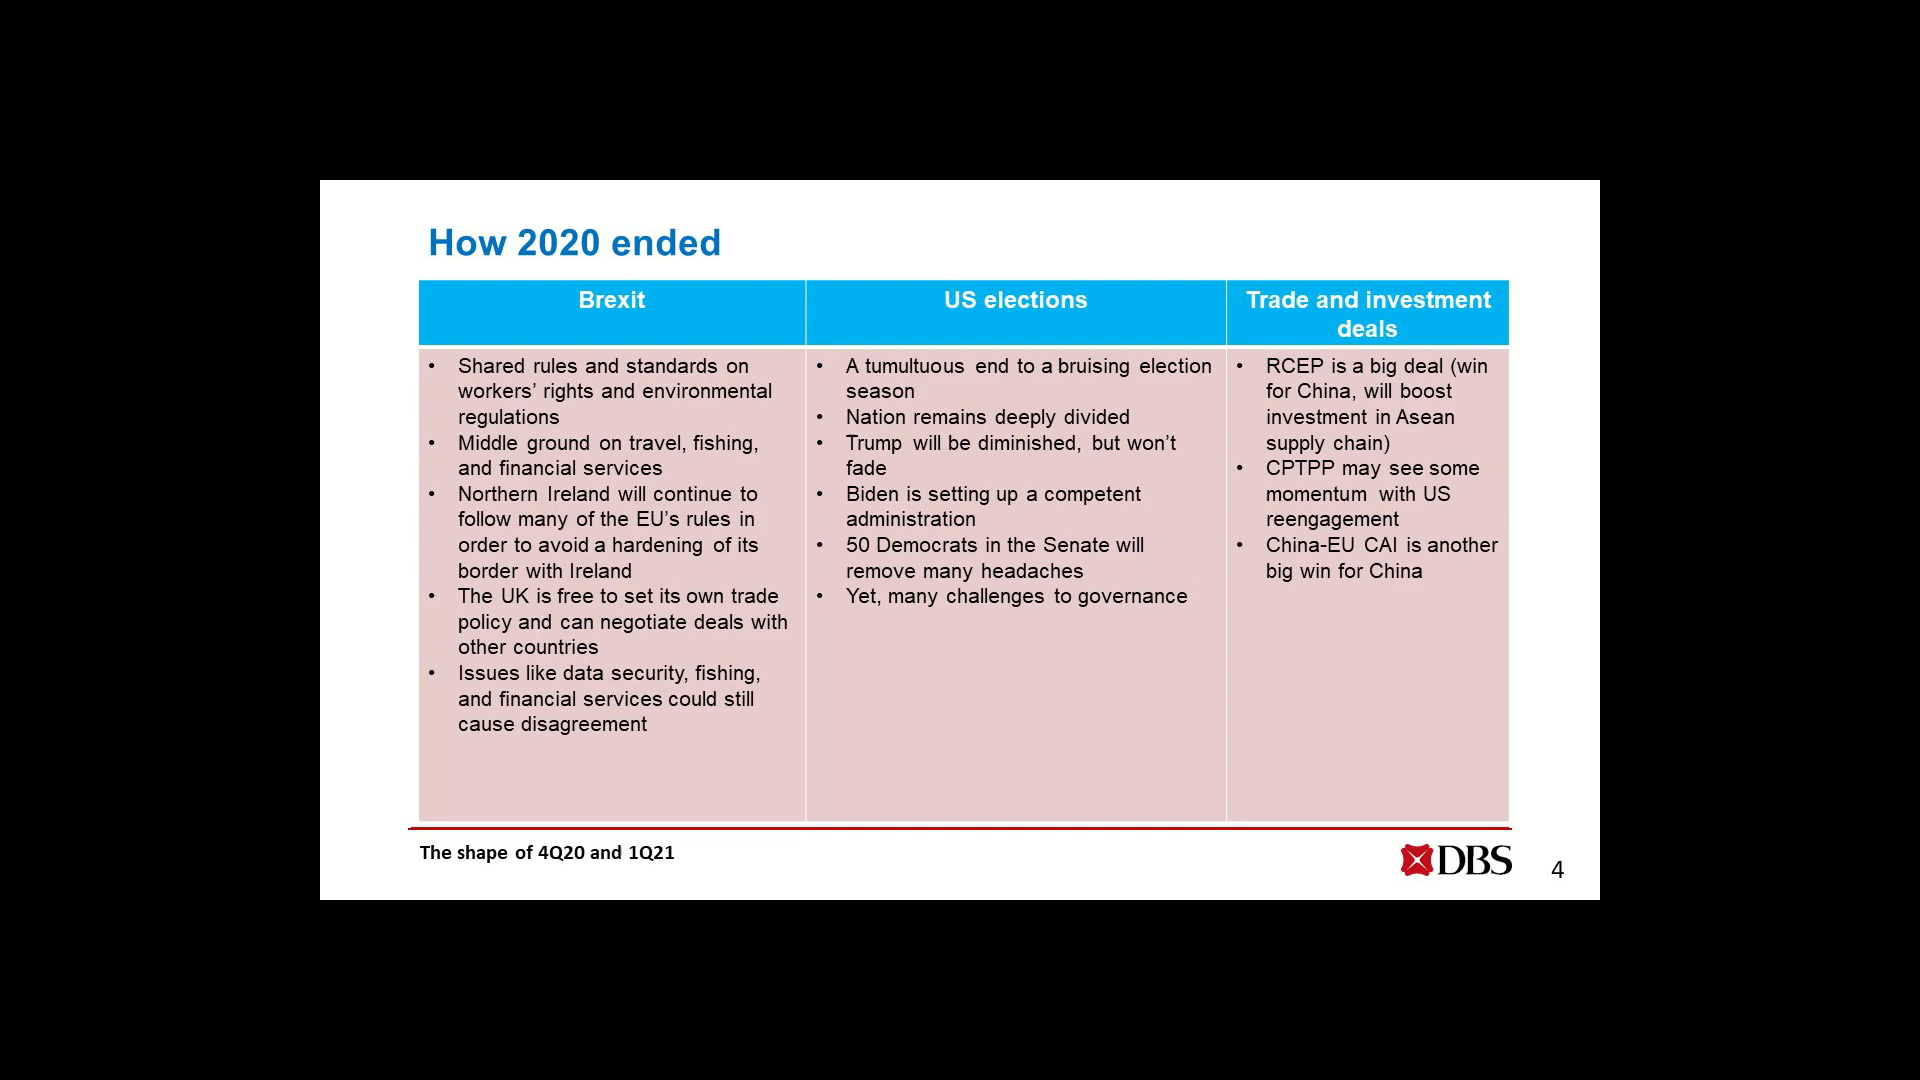 How 2020 ended
Brexit
• Shared rules and standards on
workers’ rights and environmental
regulations
• Middle ground on travel, fishing,
and financial services
• Northern Ireland will continue to
follow many of the EU’s rules in
order to avoid a hardening of its
border with Ireland
• The UK is free to set its own trade
policy and can negotiate deals with
other countries
• Issues like data security, fishing,
and financial services could still
cause disagreement
US elections
• A tumultuous end to a bruising election
season
• Nation remains deeply divided
• Trump will be diminished, but won’t
fade
• Biden is setting up a competent
administration
• 50 Democrats in the Senate will
remove many headaches
• Yet, many challenges to governance
Trade and investment
deals
• RCEP is a big deal (win
for China, will boost
investment in Asean
supply chain)
• CPTPP may see some
momentum with US
reengagement
• China-EU CAI is another
big win for China
The shape of 4Q20 and 1Q21
DBS
4